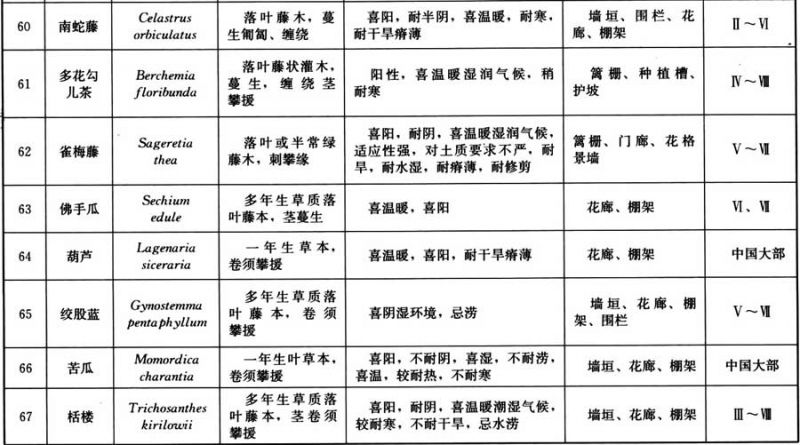 60 南蛇藤 Celastrus orbiculatus 落叶藤木，蔓生匍匐、缠绕 喜阳，耐半阴，喜温暖，耐寒，耐干旱瘠薄 墙垣、围栏、花廊、棚架 Ⅱ～Ⅵ
61 多花勾儿茶 Berchemia floribunda 落叶藤状灌木，蔓生，缠绕茎攀援 阳性，喜温暖湿润气候，稍耐寒 篱栅、种植槽、护坡 Ⅳ～Ⅷ
62 雀梅藤 Sageretia thea 落叶或半常绿藤木，刺攀缘 喜阳，耐阴，喜温暖湿润气候，适应性强，对土质要求不严，耐旱，耐水湿，耐瘠薄，耐修剪 篱栅、门廊、花格景墙 Ⅴ～Ⅶ
63 佛手瓜 Sechium edule 多年生草质落叶藤本，茎蔓生 喜温暖，喜阳 花廊、棚架 Ⅵ、Ⅶ
64 葫芦 Lagenaria siceraria 一年生草本，卷须攀援 喜温暖，喜阳，耐干旱瘠薄 花廊、棚架 中国大部
65 绞股蓝 Gynostemma pentaphyllum 多年生草质落叶藤本，卷须攀援 喜阴湿环境，忌涝 墙垣、花廊、棚架、围栏 Ⅴ～Ⅶ
66 苦瓜 Momordica charantia 一年生叶草本，卷须攀援 喜阳，不耐阴，喜湿，不耐涝，喜温，较耐热，不耐寒 墙垣、花廊、棚架 中国大部
67 栝楼 Trichosanthes kirilowii 多年生草质落叶藤本，茎卷须攀援 喜阳，耐阴，喜温暖潮湿气候，较耐寒，不耐干旱，忌水涝 墙垣、花廊、棚架 Ⅲ～Ⅷ